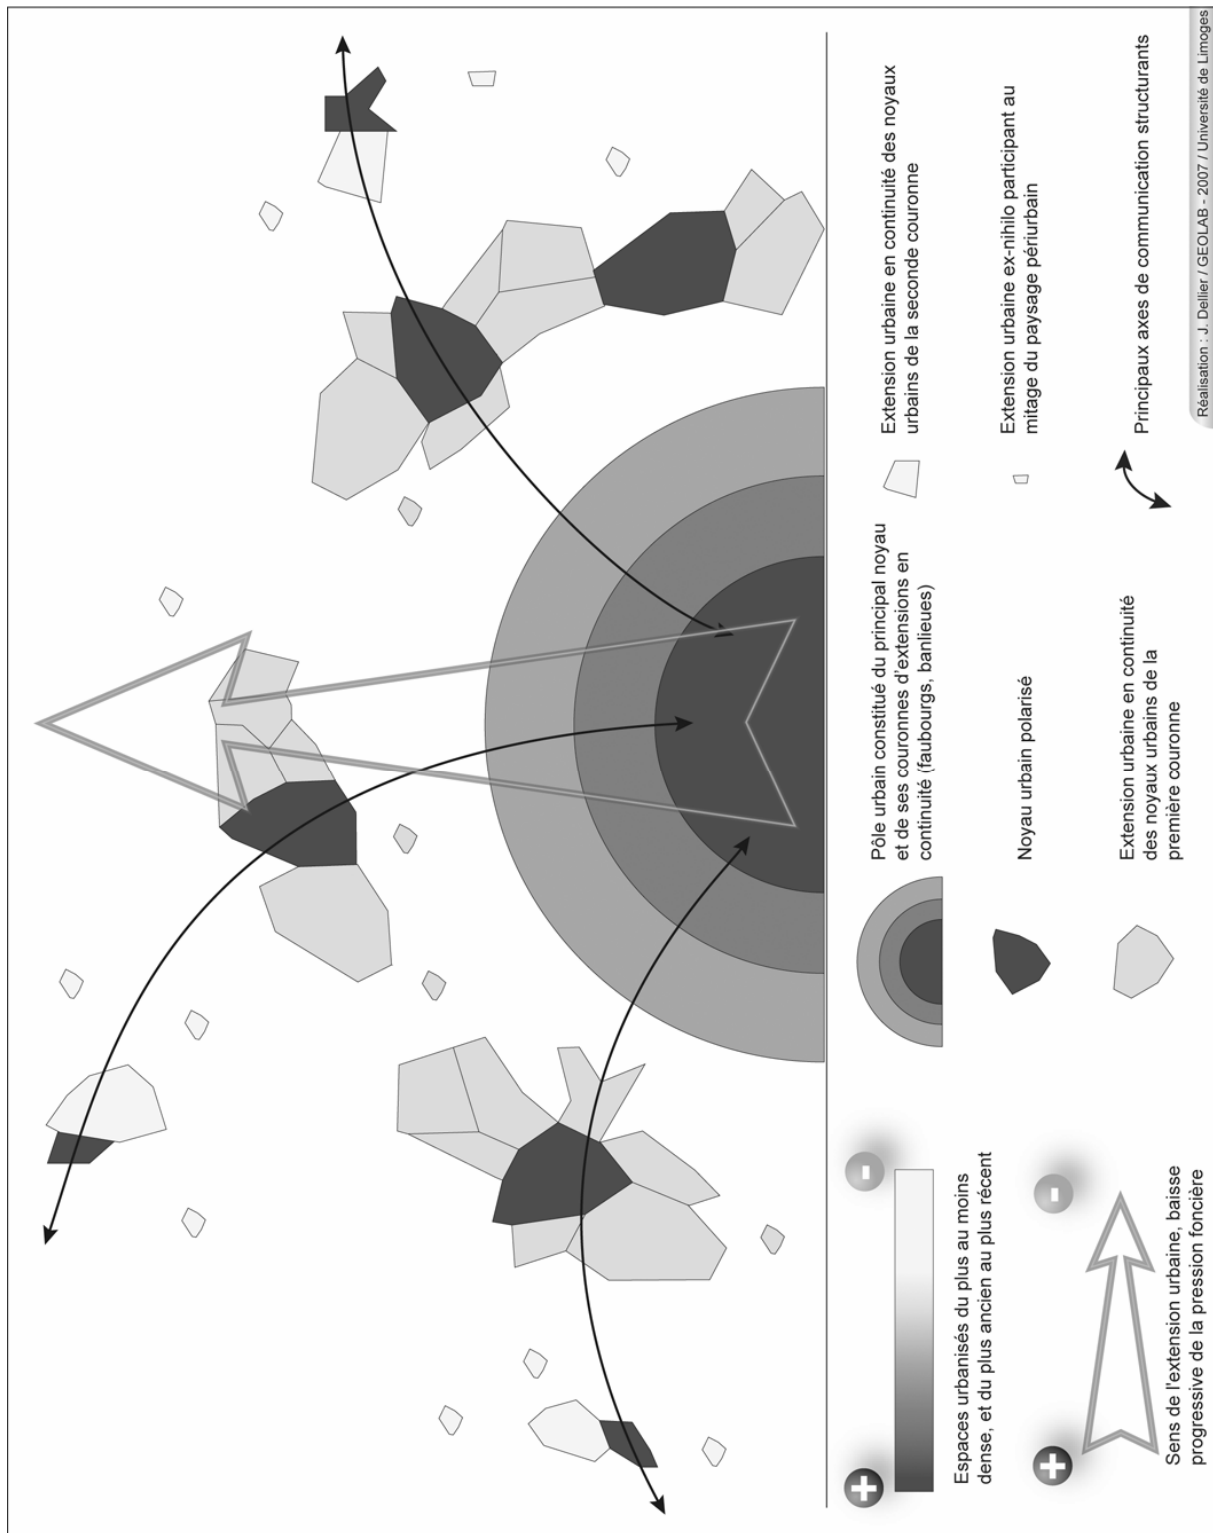 +
-
Espaces urbanisés du plus au moins
dense, et du plus ancien au plus récent
+
-
Sens de l'extension urbaine, baisse
progressive de la pression foncière
Pôle urbain constitué du principal noyau
et de ses couronnes d'extensions en
continuité (faubourgs, banlieues)
Noyau urbain polarisé
Extension urbaine en continuité
des noyaux urbains de la
première couronne
Extension urbaine en continuité des noyaux
urbains de la seconde couronne
Extension urbaine ex-nihilo participant au
mitage du paysage périurbain
Principaux axes de communication structurants
Réalisation : J. Dellier / GEOLAB - 2007 / Université de Limoges